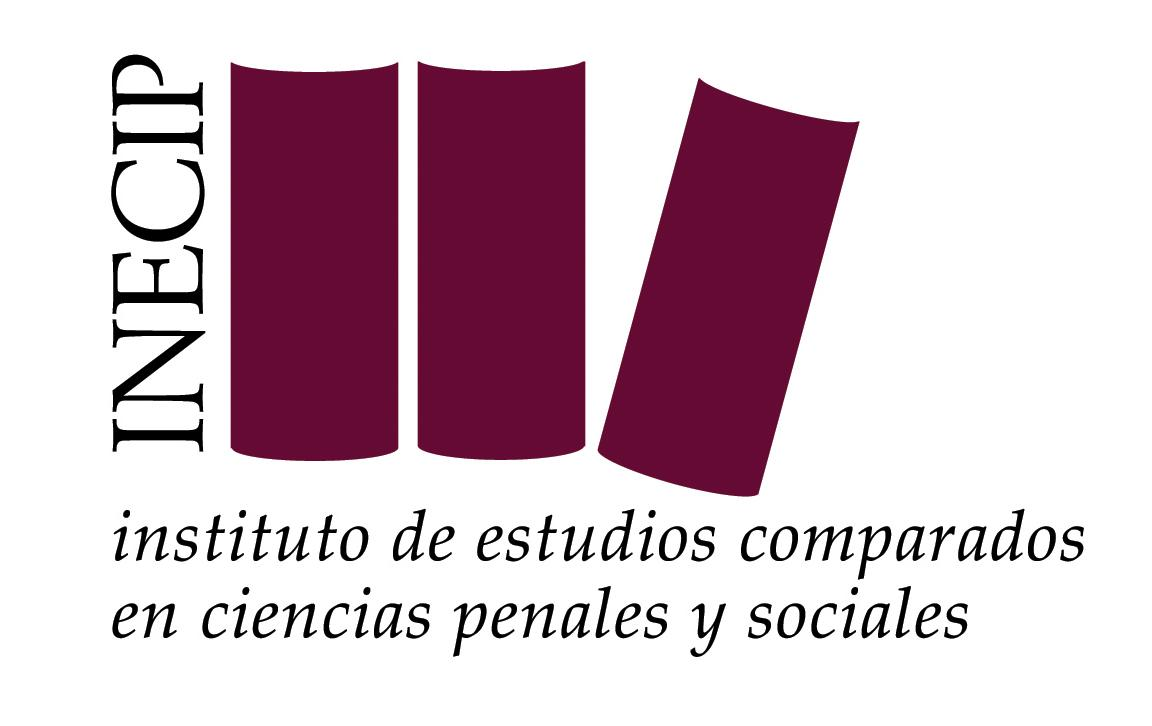 INECIP
instituto de estudios comparados
en ciencias penales y sociales